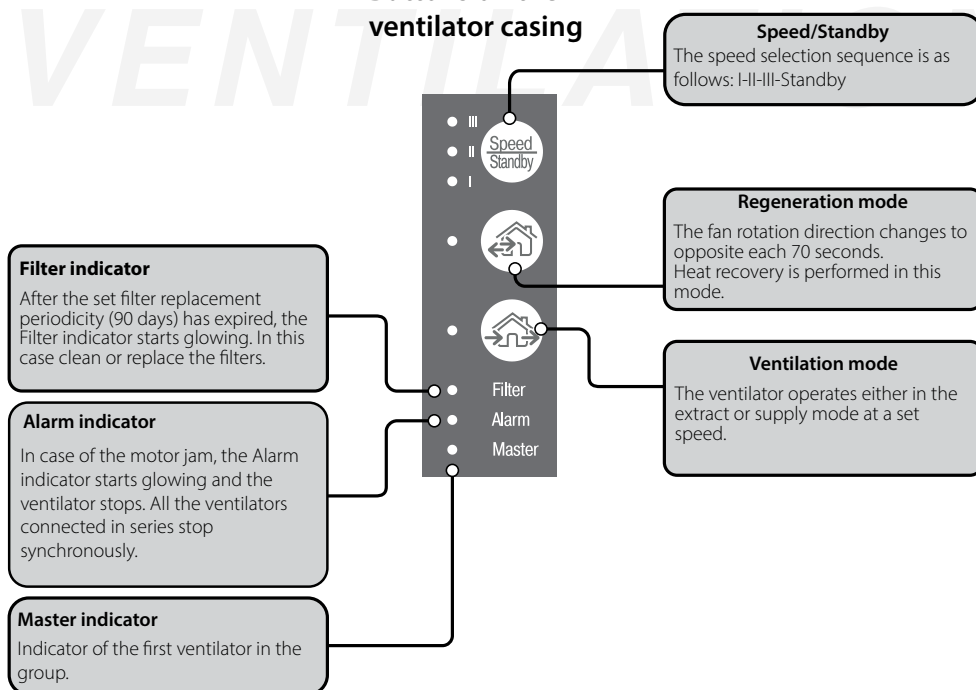 VENTILATION
ventilator casing
Speed/Standby
The speed selection sequence is as
follows: I-II-III-Standby
III
II
I
Speed
Standby
Regeneration mode
The fan rotation direction changes to
opposite each 70 seconds.
Heat recovery is performed in this
mode.
Filter indicator
After the set filter replacement
periodicity (90 days) has expired, the
Filter indicator starts glowing. In this
case clean or replace the filters.
Ventilation mode
The ventilator operates either in the
extract or supply mode at a set
speed.
Filter
Alarm
Master
Alarm indicator
In case of the motor jam, the Alarm
indicator starts glowing and the
ventilator stops. All the ventilators
connected in series stop
synchronously.
Master indicator
Indicator of the first ventilator in the
group.